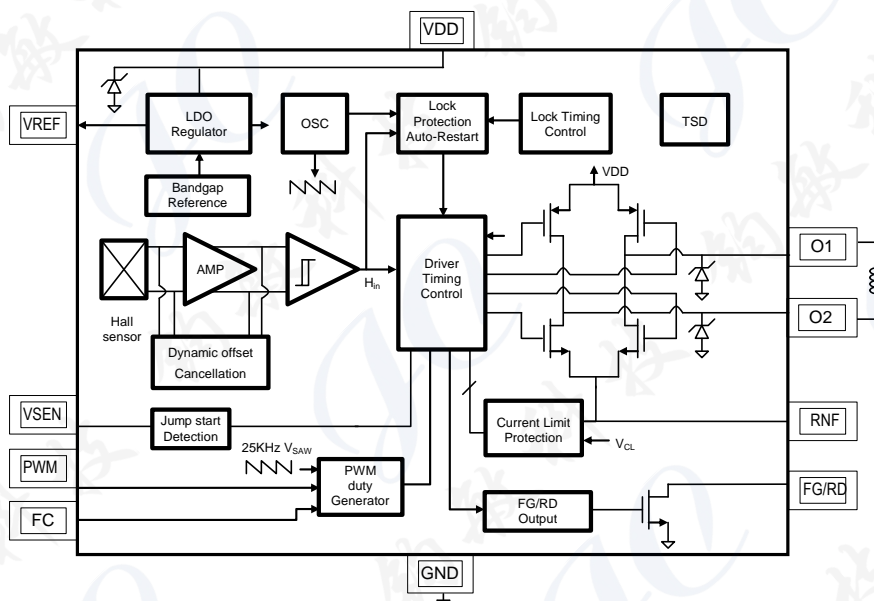 VDD
VREF
LDO
Regulator
OSC
Lock
Protection
Auto-Restart
Lock Timing
Control
TSD
Bandgap
Reference
VDD
AMP
Hin
Driver
Timing
Control
O1
O2
Hall
sensor
Dynamic offset
Cancellation
VSEN
Jump start
Detection
Current Limit
Protection
RNF
VCL
25KHz VSAW
PWM
PWM
duty
Generator
FC
FG/RD
Output
FG/RD
GND